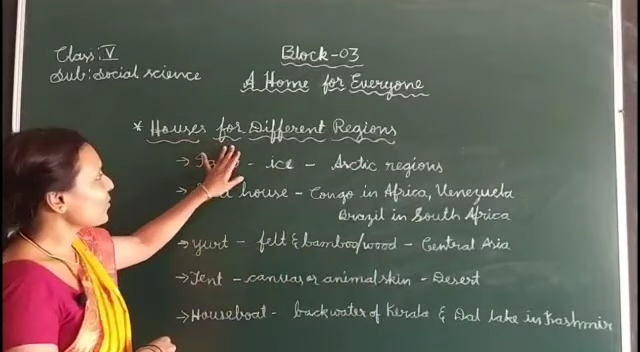 Class: V
Block-03
Sub: Social science
A Home for Everyone
* Houses for Different Regions
→ - ice - Arctic regions
house - Congo in Africa, Venezuela
Brazil in South Africa
→ Yurt - felt & bamboo/wood - Central Asia
→ Tent - canvas or animal skin - Desert
→ Houseboat - backwater of Kerala & Dal lake in Kashmir